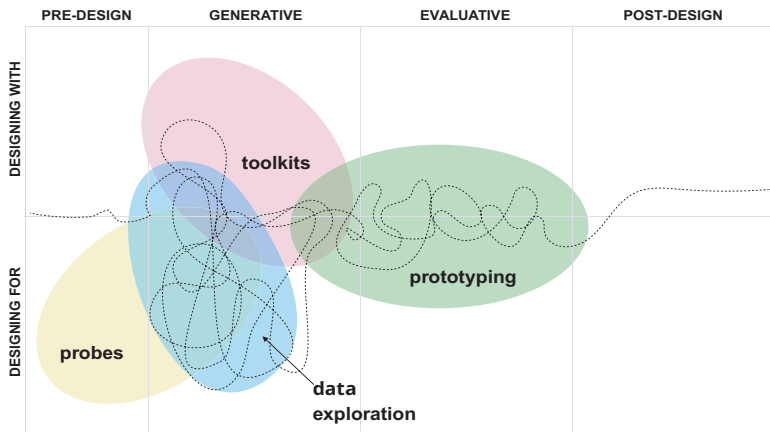 PRE-DESIGN
GENERATIVE
EVALUATIVE
POST-DESIGN
DESIGNING WITH
DESIGNING FOR
toolkits
prototyping
probes
data
exploration